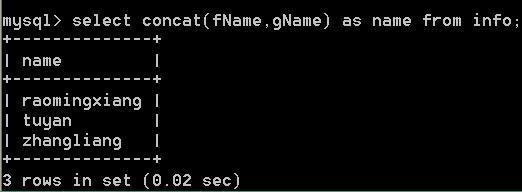 mysql> select concat(fName,gName) as name from info;
+--------------+
| name         |
+--------------+
| raomingxiang |
| tuyan        |
| zhangliang   |
+--------------+
3 rows in set (0.02 sec)